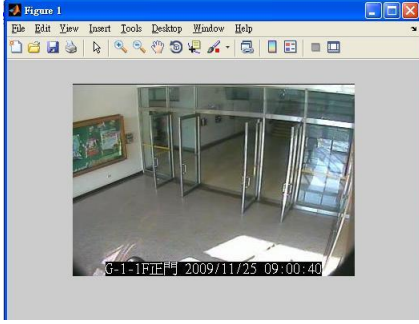 Figure 1
File Edit View Insert Tools Desktop Window Help
G-1-1F正門 2009/11/25 09:00:40